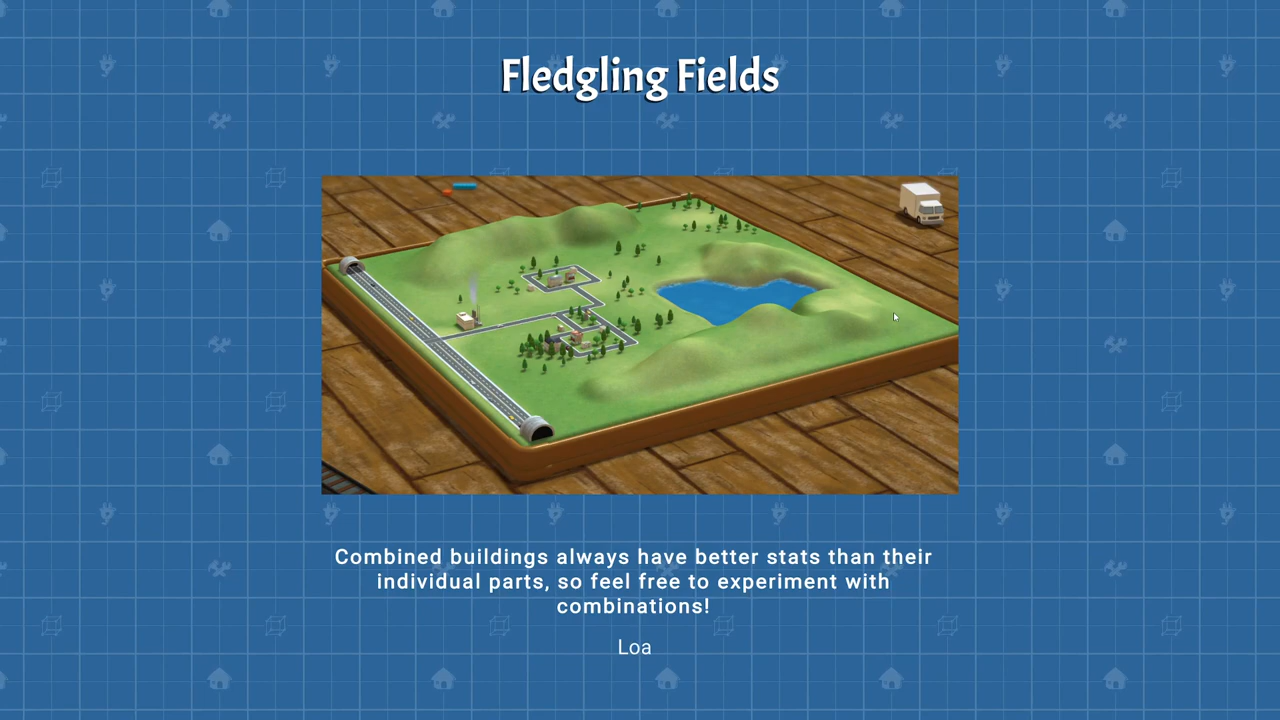 Fledgling Fields
Combined buildings always have better stats than their
individual parts, so feel free to experiment with
combinations!
Loa